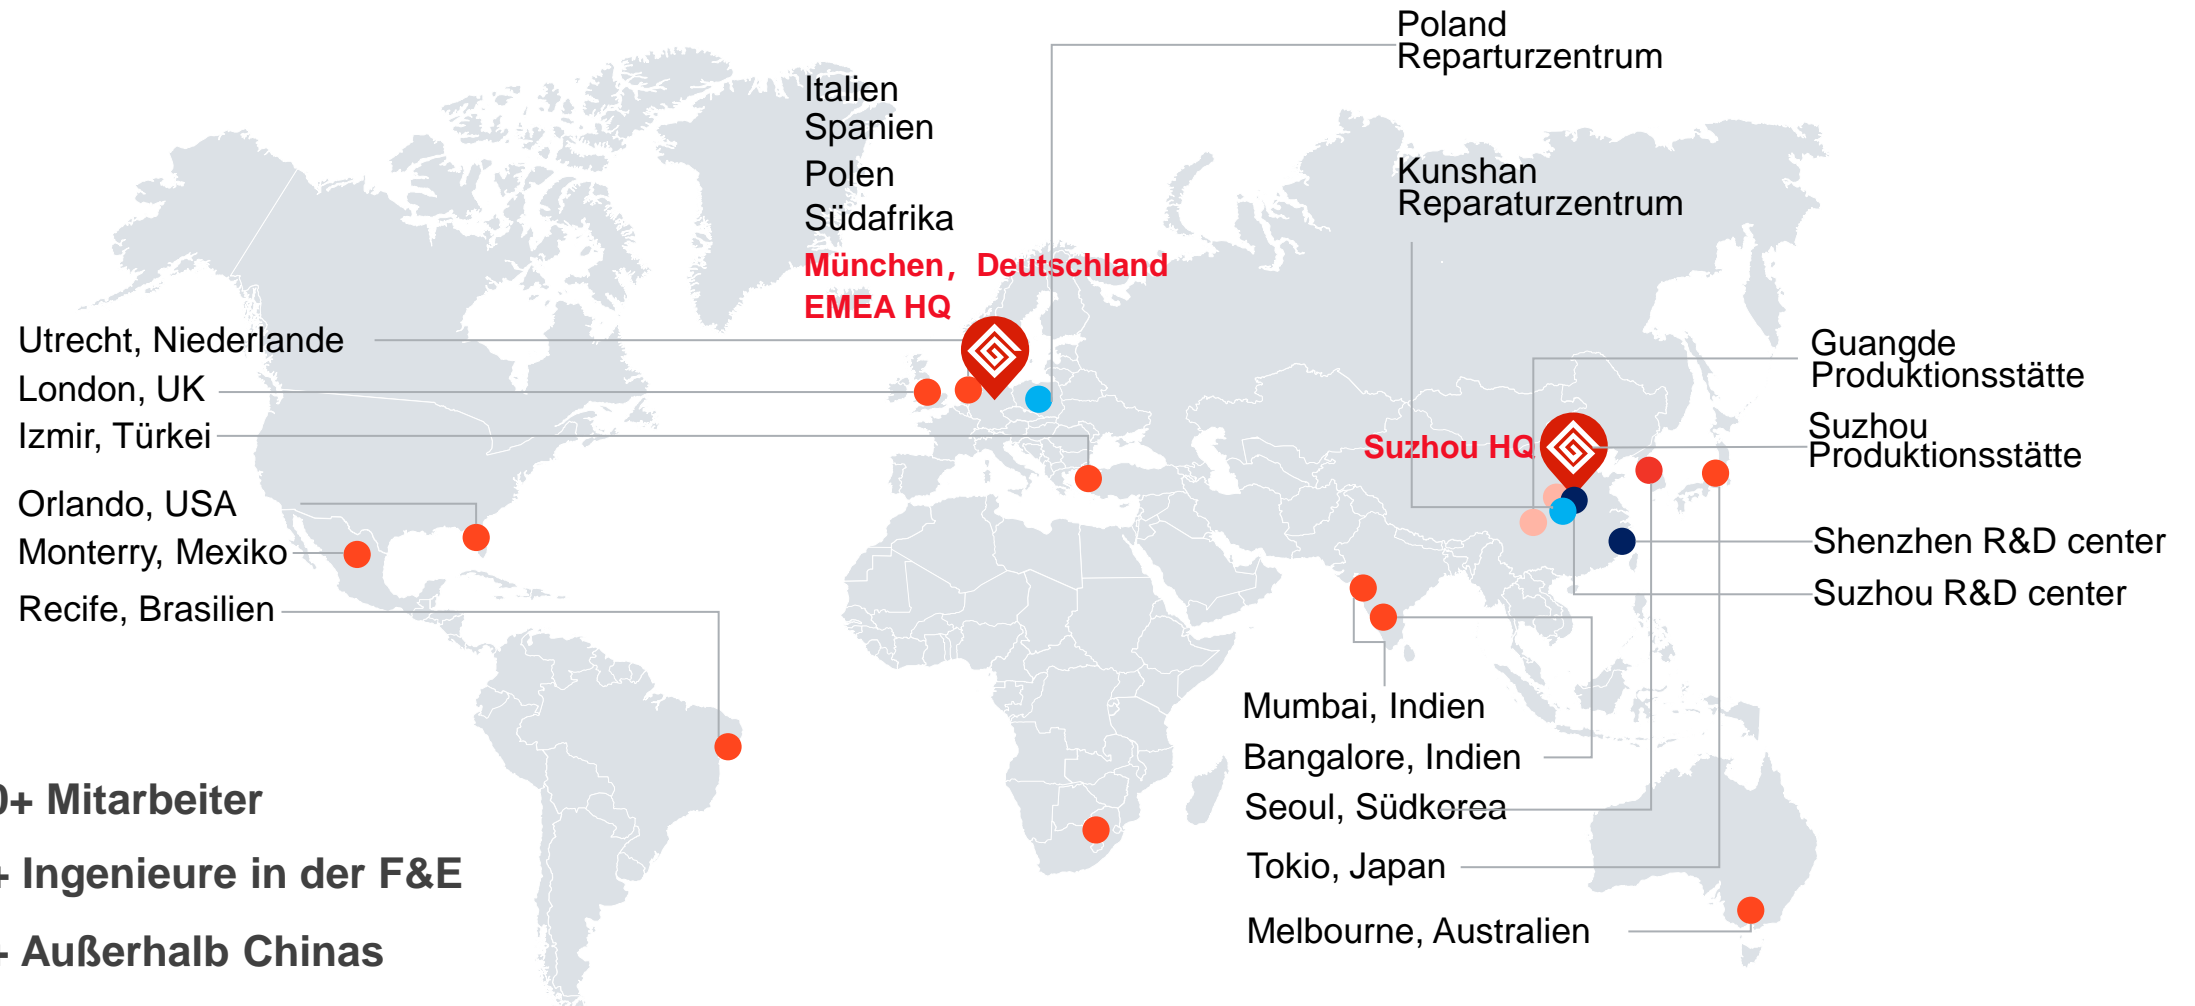 Poland
Reparturzentrum
Italien
Spanien
Polen
Südafrika
München, Deutschland
EMEA HQ
Kunshan
Reparaturzentrum
Utrecht, Niederlande
London, UK
Izmir, Türkei
Orlando, USA
Monterry, Mexiko
Recife, Brasilien
Suzhou HQ
Guangde
Produktionsstätte
Suzhou
Produktionsstätte
Shenzhen R&D center
Suzhou R&D center
Mumbai, Indien
Bangalore, Indien
Seoul, Südkorea
Tokio, Japan
Melbourne, Australien
0+ Mitarbeiter
+ Ingenieure in der F&E
+ Außerhalb Chinas